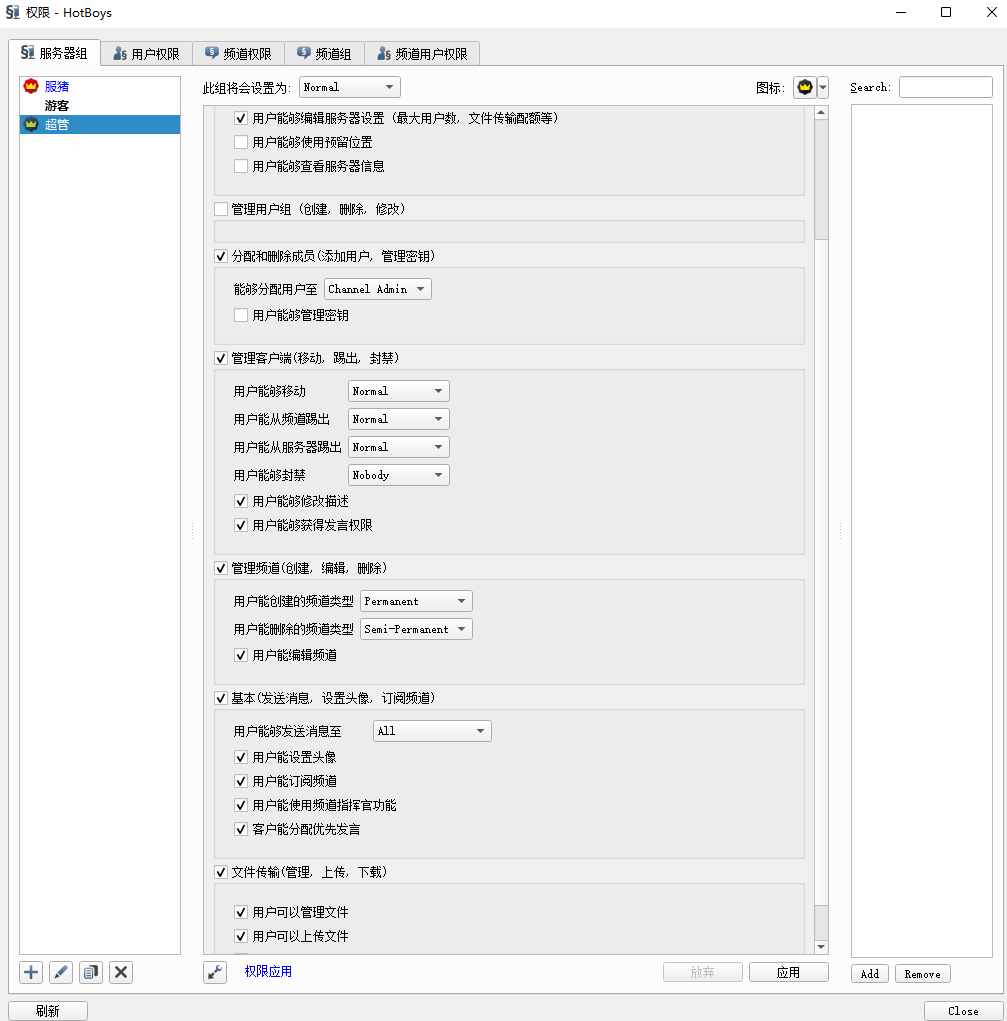 权限 - HotBoys
服务器组 用户权限 频道权限 频道组 频道用户权限
服猪
游客
超管
此组将会设置为: Normal 图标: Search:
用户能够编辑服务器设置（最大用户数，文件传输配额等）
用户能够使用预留位置
用户能够查看服务器信息
管理用户组（创建，删除，修改）
分配和删除成员(添加用户，管理密钥)
能够分配用户至 Channel Admin
用户能够管理密钥
管理客户端(移动，踢出，封禁)
用户能够移动 Normal
用户能从频道踢出 Normal
用户能从服务器踢出 Normal
用户能够封禁 Nobody
用户能够修改描述
用户能够获得发言权限
管理频道(创建，编辑，删除)
用户能创建的频道类型 Permanent
用户能删除的频道类型 Semi-Permanent
用户能编辑频道
基本(发送消息，设置头像，订阅频道)
用户能够发送消息至 All
用户能设置头像
用户能订阅频道
用户能使用频道指挥官功能
客户能分配优先发言
文件传输(管理，上传，下载)
用户可以管理文件
用户可以上传文件
权限应用 放弃 应用 Add Remove
刷新 Close